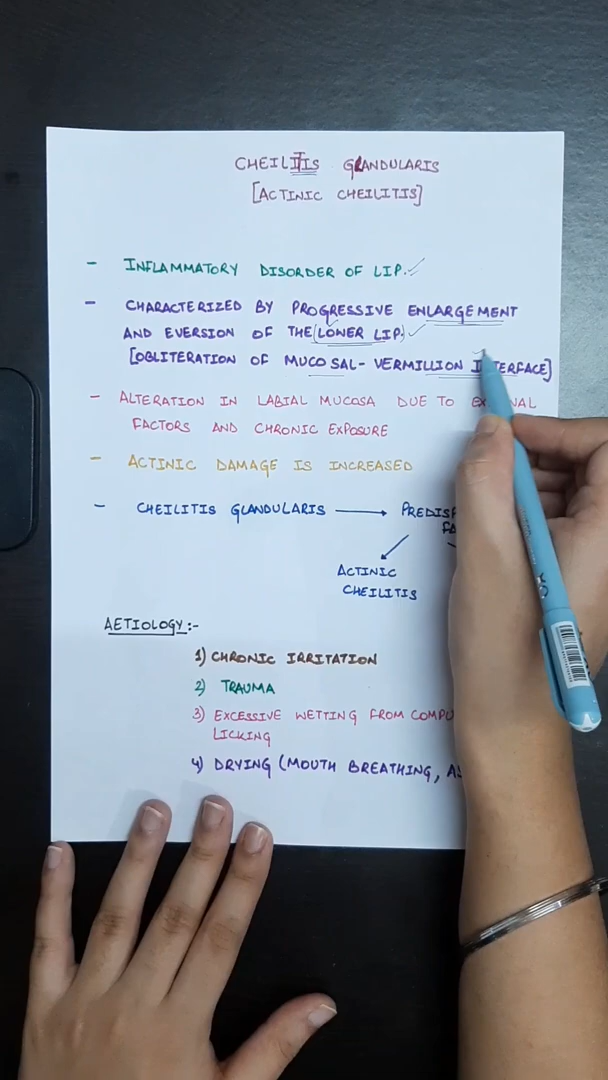 CHEILITIS GLANDULARIS
[ACTINIC CHEILITIS]
- INFLAMMATORY DISORDER OF LIP.
- CHARACTERIZED BY PROGRESSIVE ENLARGEMENT
AND EVERSION OF THE LOWER LIP.
[OBLITERATION OF MUCOSAL-VERMILLION INTERFACE]
- ALTERATION IN LABIAL MUCOSA DUE TO
FACTORS AND CHRONIC EXPOSURE
- ACTINIC DAMAGE IS INCREASED
- CHEILITIS GLANDULARIS →
ACTINIC
CHEILITIS
AETIOLOGY:-
1) CHRONIC IRRITATION
2) TRAUMA
3) EXCESSIVE WETTING FROM
LICKING
4) DRYING (MOUTH BREATHING,